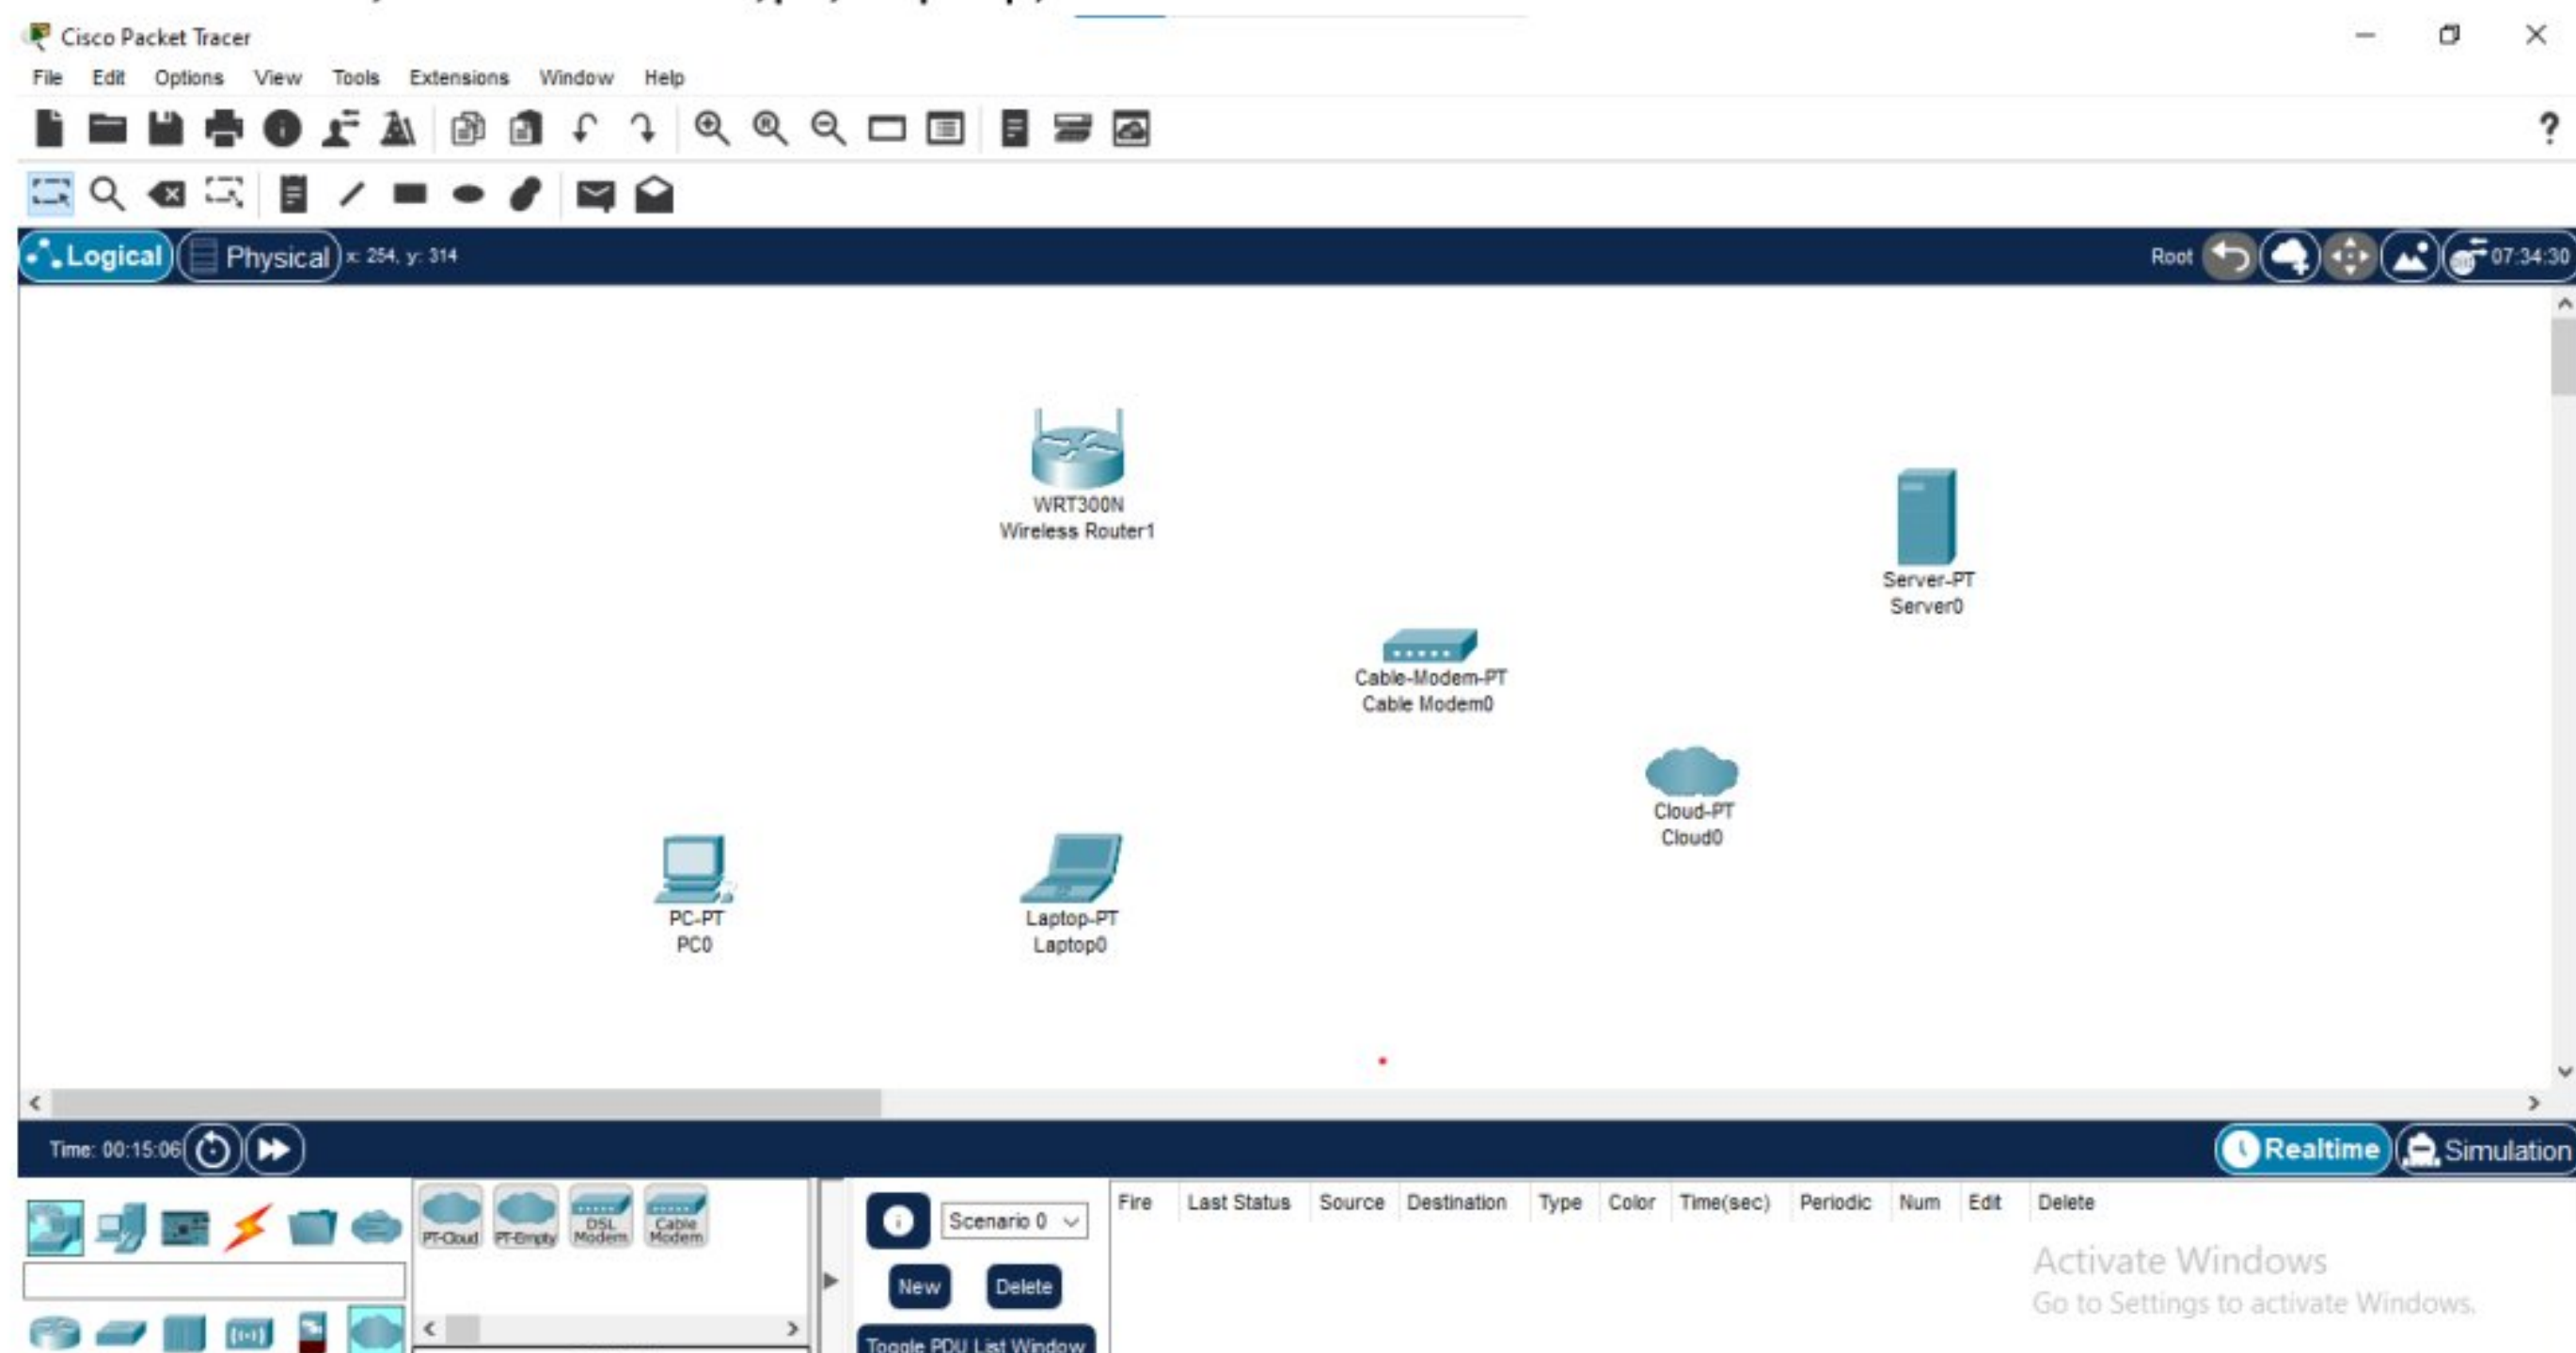 Cisco Packet Tracer
File Edit Options View Tools Extensions Window Help
?
Logical Physical x: 254, y: 314 Root 07:34:30
WRT300N
Wireless Router1
Server-PT
Server0
Cable-Modem-PT
Cable Modem0
Cloud-PT
Cloud0
PC-PT
PC0
Laptop-PT
Laptop0
Time: 00:15:06 Realtime Simulation
PT-Cloud PT-Empty DSL Modem Cable Modem
Scenario 0
New Delete
Toggle PDU List Window
Fire Last Status Source Destination Type Color Time(sec) Periodic Num Edit Delete
Activate Windows
Go to Settings to activate Windows.